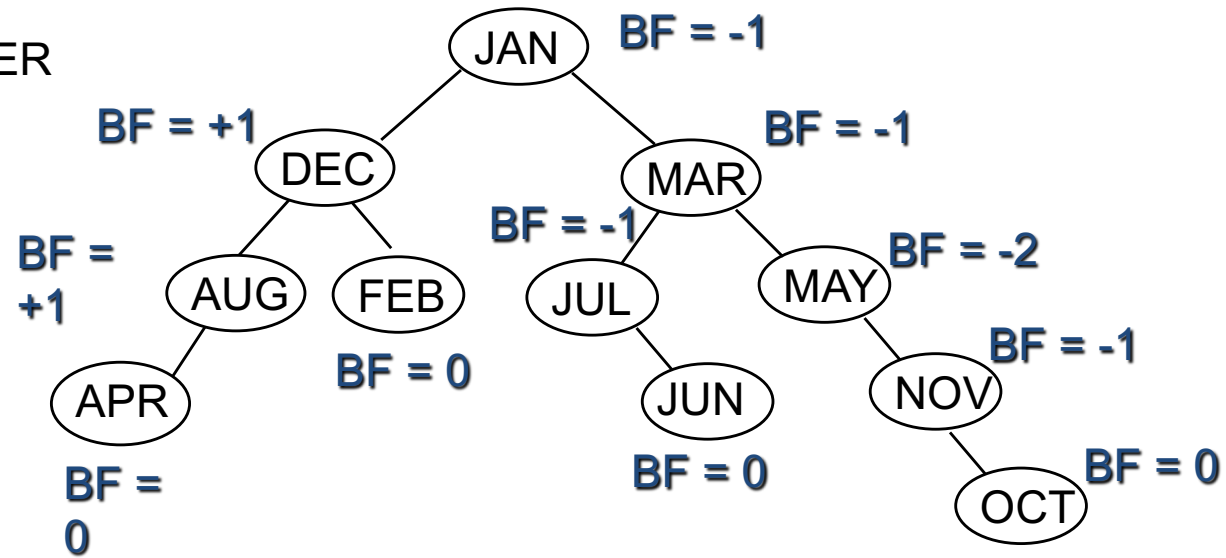 JAN
BF = -1
ER
BF = +1
BF = -1
DEC
MAR
BF = -1
BF =
+1
BF = -2
AUG
FEB
JUL
MAY
BF = 0
BF = -1
APR
JUN
NOV
BF =
0
BF = 0
BF = 0
OCT